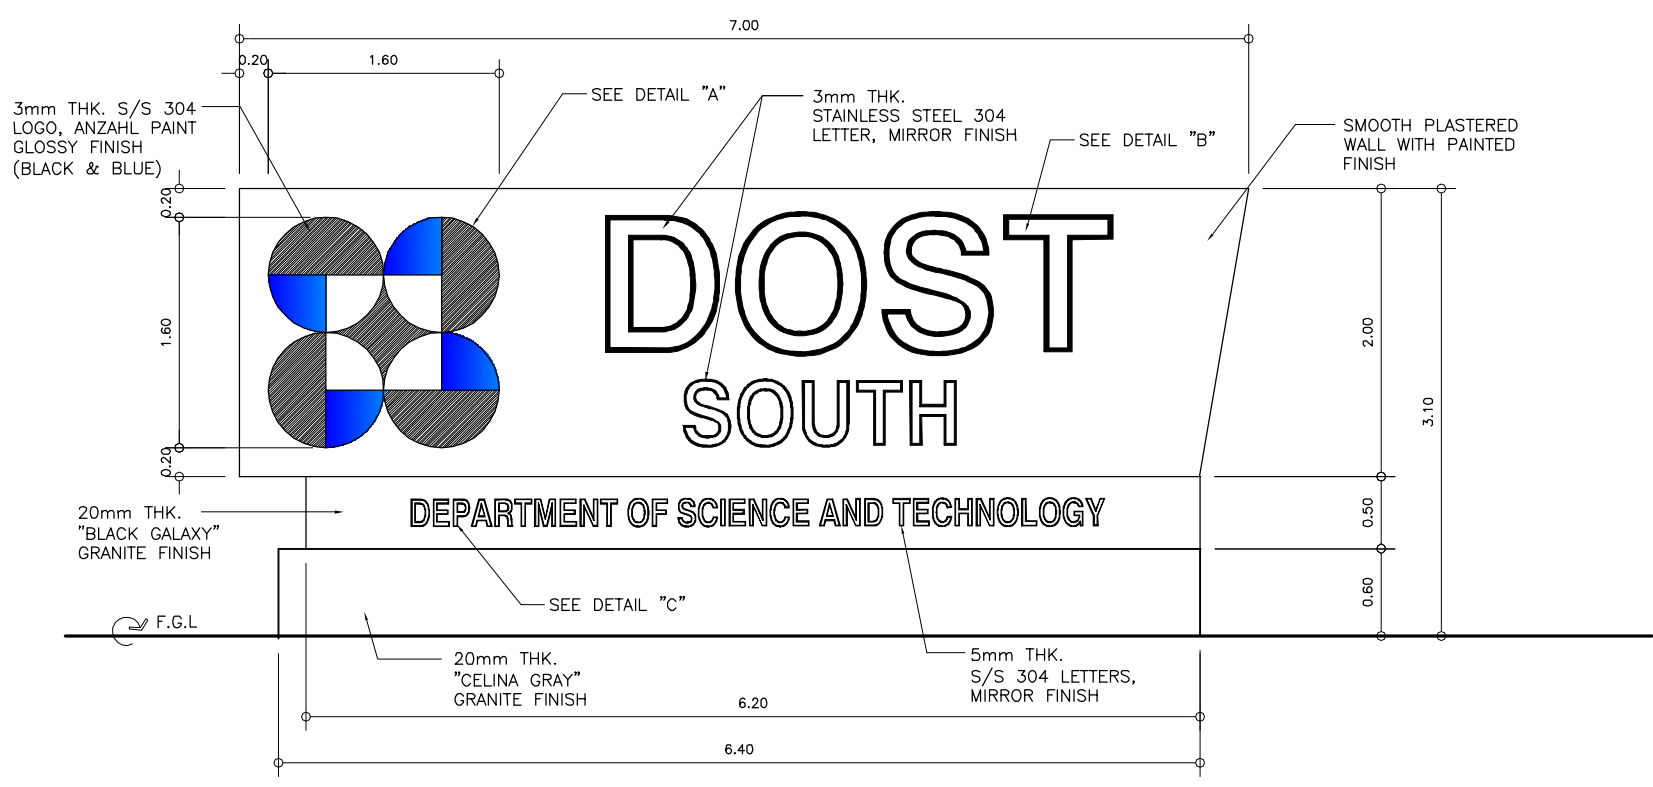 7.00
0.20
1.60
3mm THK. S/S 304
LOGO, ANZAHL PAINT
GLOSSY FINISH
(BLACK & BLUE)
SEE DETAIL "A"
3mm THK.
STAINLESS STEEL 304
LETTER, MIRROR FINISH
SEE DETAIL "B"
SMOOTH PLASTERED
WALL WITH PAINTED
FINISH
0.20
1.60
0.20
DOST
SOUTH
2.00
3.10
20mm THK.
"BLACK GALAXY"
GRANITE FINISH
DEPARTMENT OF SCIENCE AND TECHNOLOGY
0.50
SEE DETAIL "C"
0.60
F.G.L
20mm THK.
"CELINA GRAY"
GRANITE FINISH
5mm THK.
S/S 304 LETTERS,
MIRROR FINISH
6.20
6.40